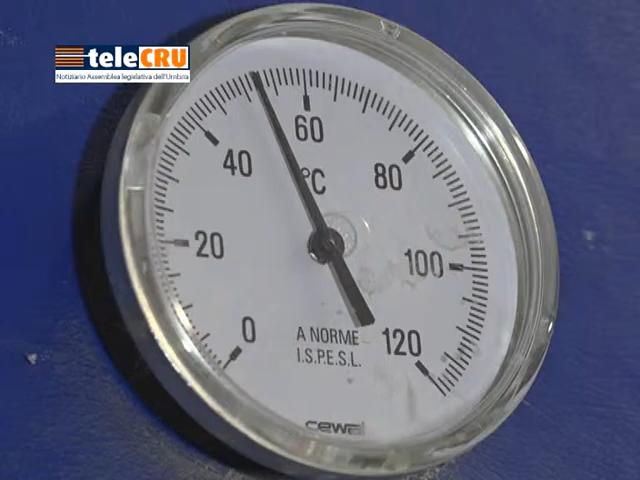 teleCRU
Notiziario Assemblea legislativa dell'Umbria
60
40
°C
80
20
100
0
A NORME
120
I.S.P.E.S.L.
cewal